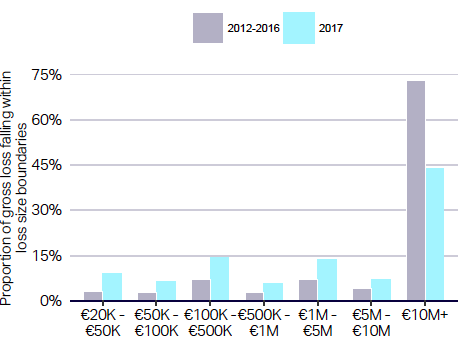 2012-2016 2017
Proportion of gross loss falling within
loss size boundaries
75%
60%
45%
30%
15%
0%
€20K - €50K - €100K - €500K - €1M - €5M - €10M+
€50K €100K €500K €1M €5M €10M